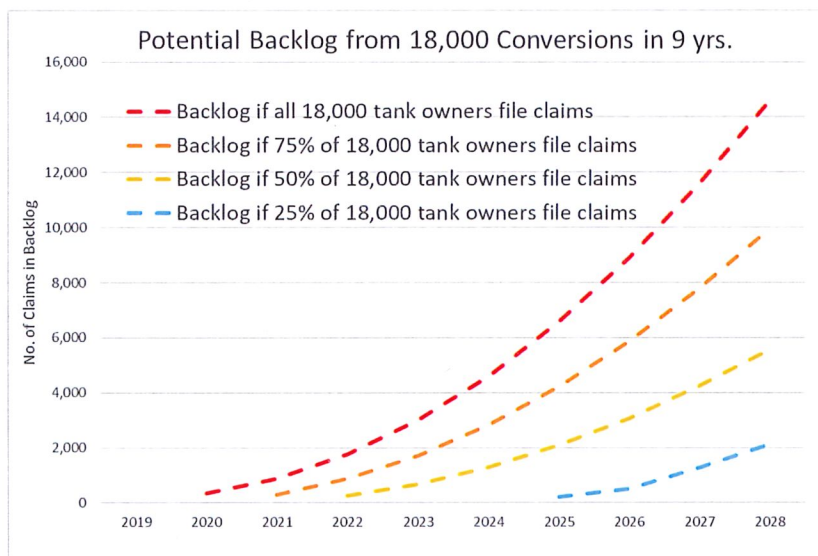 Potential Backlog from 18,000 Conversions in 9 yrs.
16,000
14,000
12,000
10,000
8,000
6,000
4,000
2,000
0
No. of Claims in Backlog
Backlog if all 18,000 tank owners file claims
Backlog if 75% of 18,000 tank owners file claims
Backlog if 50% of 18,000 tank owners file claims
Backlog if 25% of 18,000 tank owners file claims
2019 2020 2021 2022 2023 2024 2025 2026 2027 2028